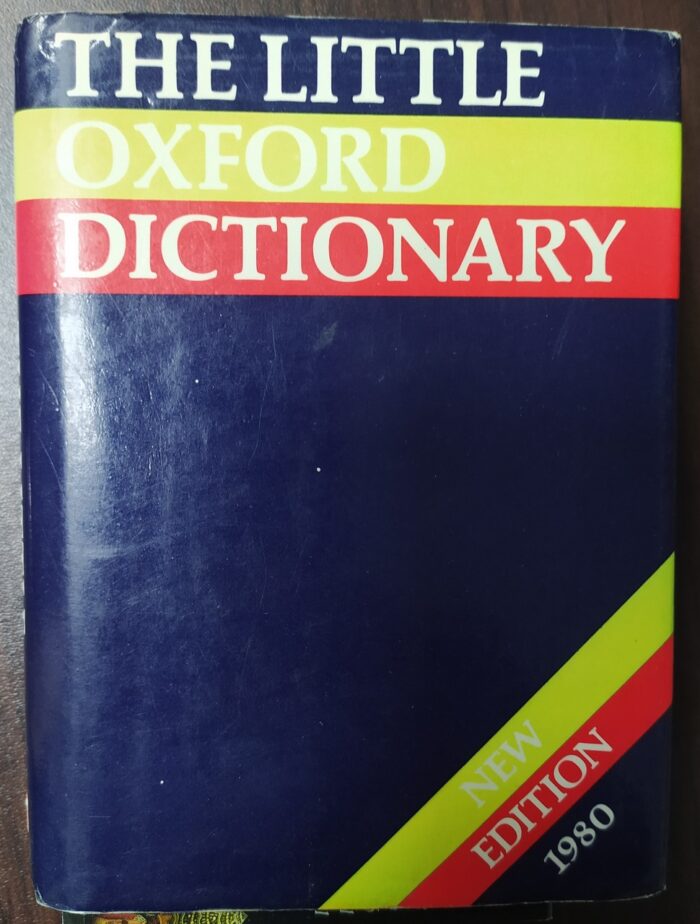 THE LITTLE
OXFORD
DICTIONARY
NEW
EDITION
1980